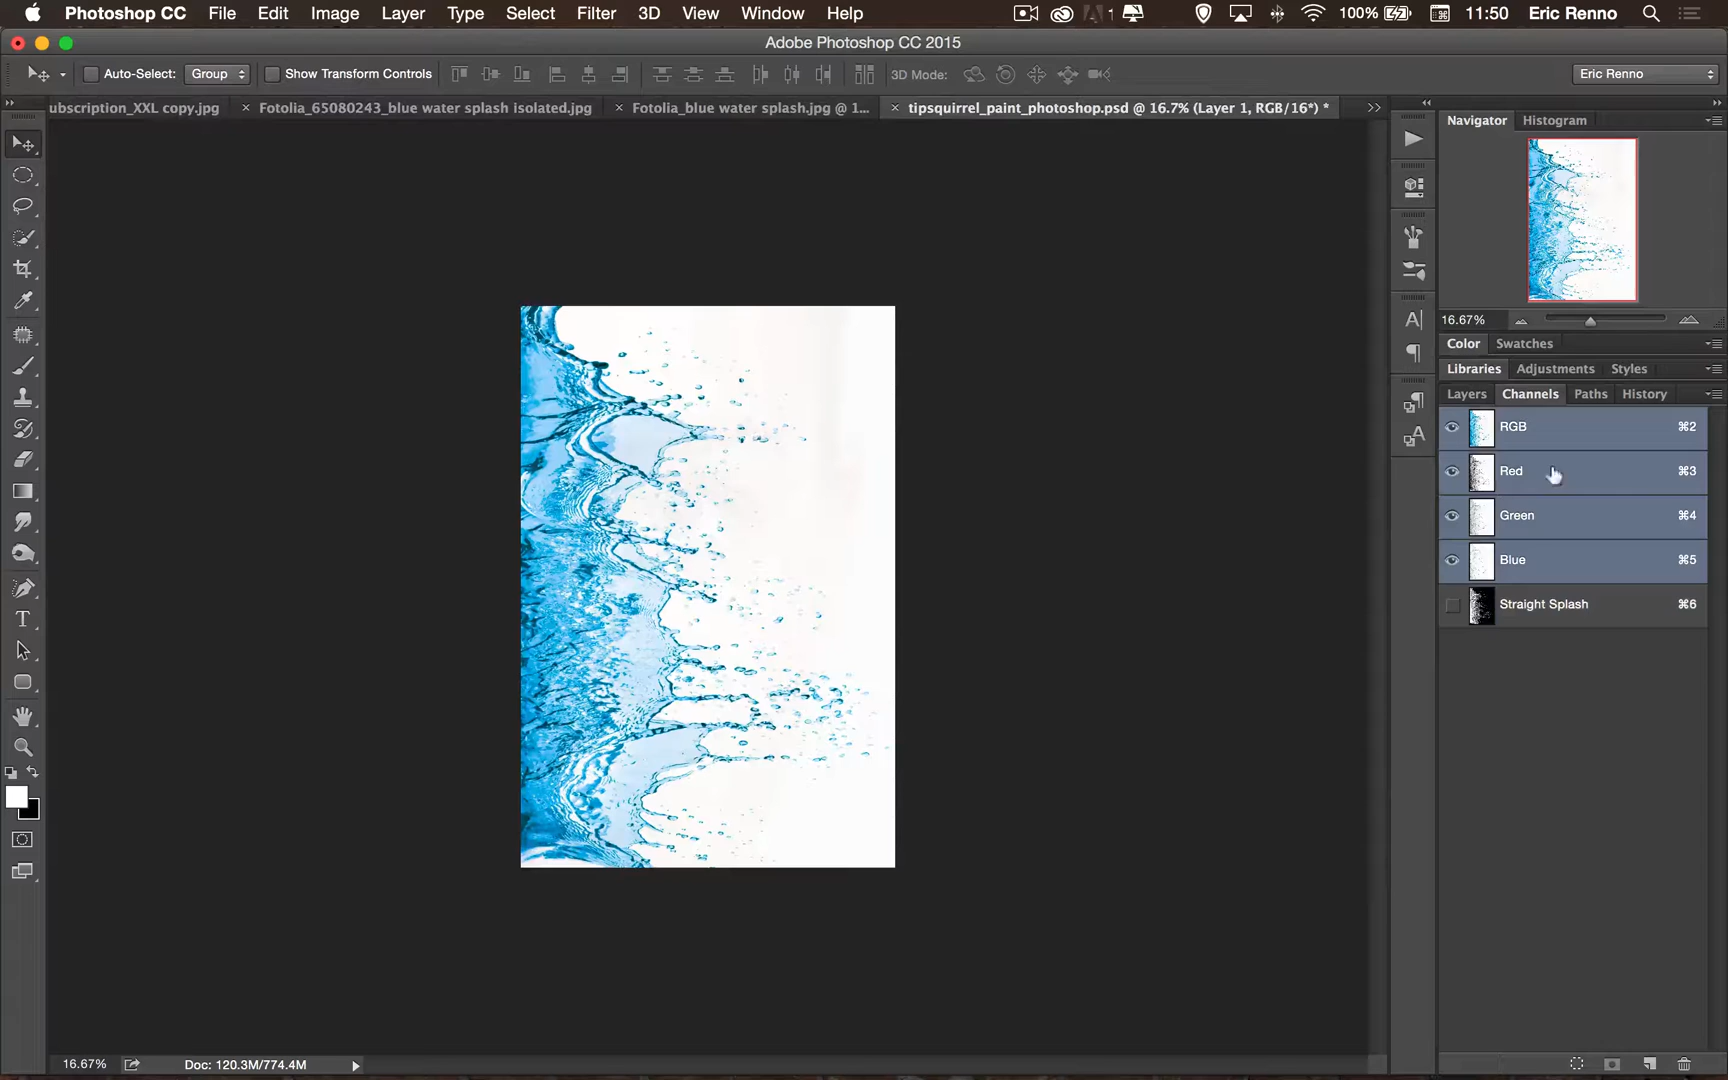 Photoshop CC File Edit Image Layer Type Select Filter 3D View Window Help 1 100% 11:50 Eric Renno
Adobe Photoshop CC 2015
Auto-Select: Group Show Transform Controls 3D Mode: Eric Renno
ubscription_XXL copy.jpg × Fotolia_65080243_blue water splash isolated.jpg × Fotolia_blue water splash.jpg @ 1... × tipsquirrel_paint_photoshop.psd @ 16.7% (Layer 1, RGB/16*) *
Navigator Histogram
16.67%
Color Swatches
Libraries Adjustments Styles
Layers Channels Paths History
RGB ⌘2
Red ⌘3
Green ⌘4
Blue ⌘5
Straight Splash ⌘6
16.67% Doc: 120.3M/774.4M